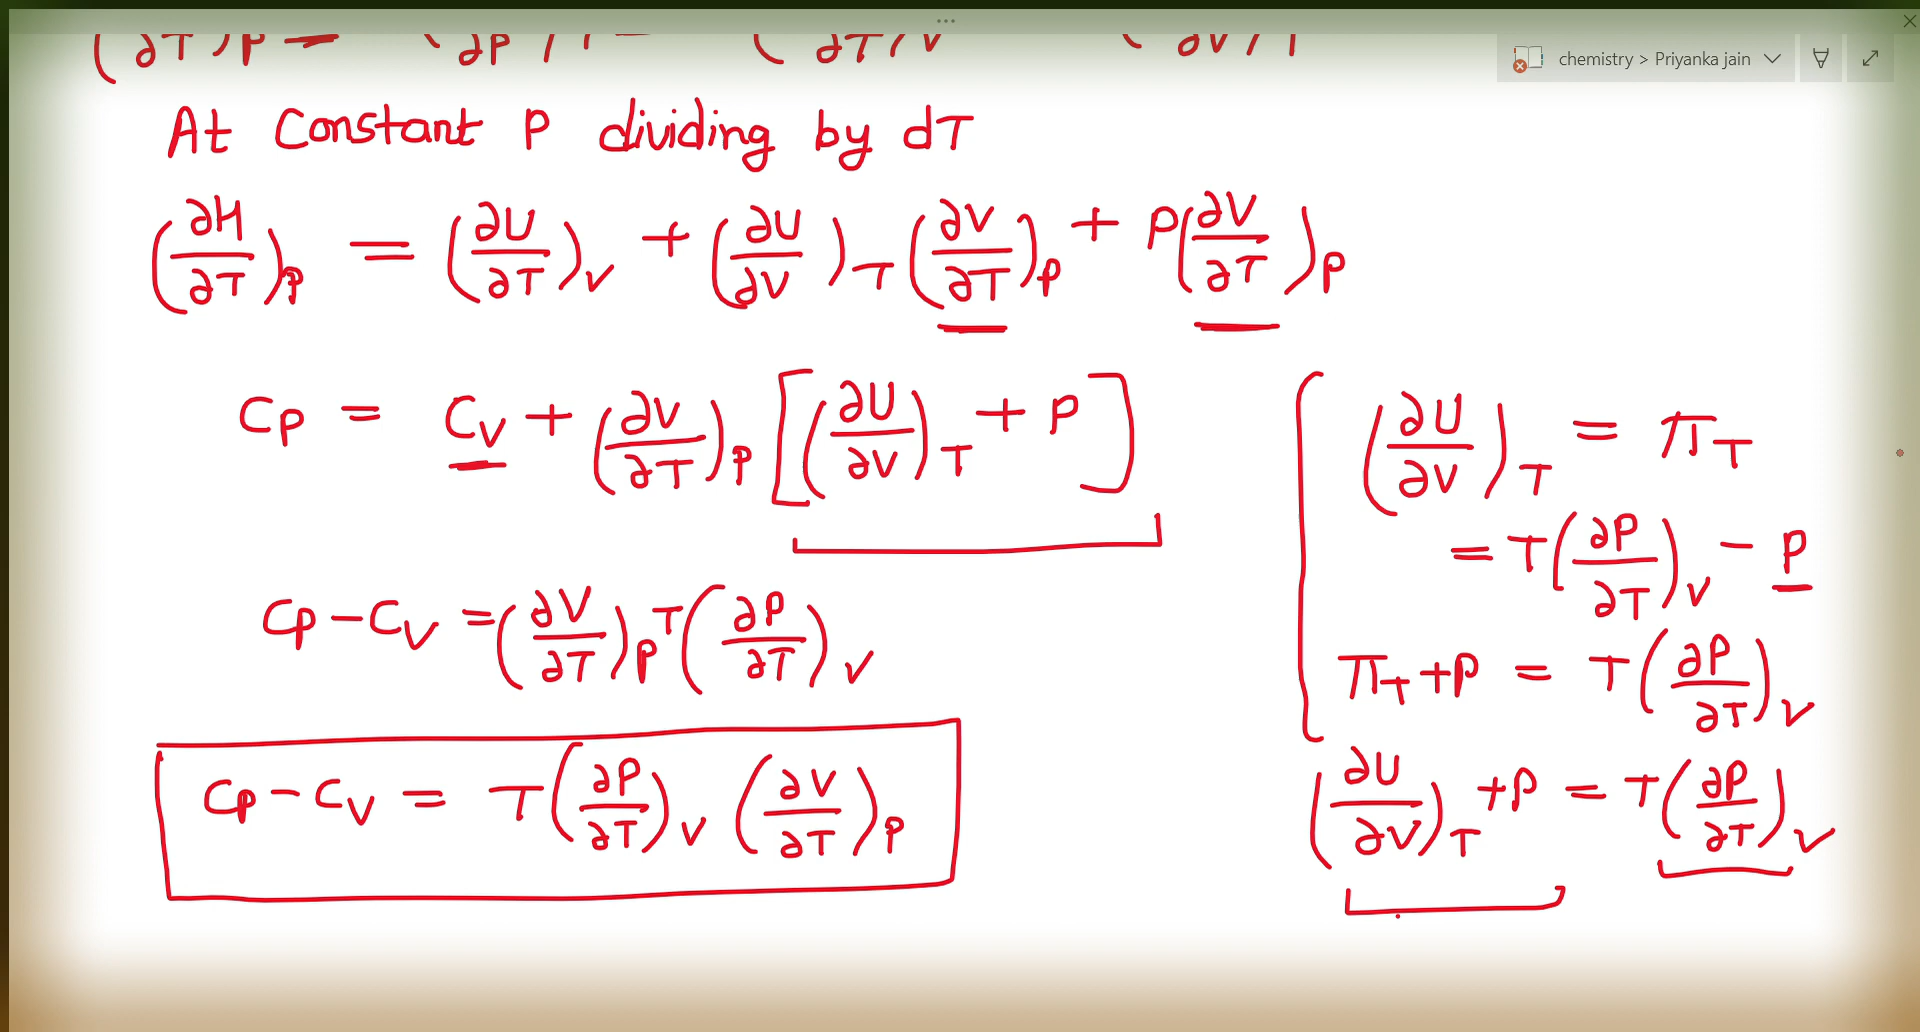 (∂T)P (∂P)T (∂T)V (∂V)T
chemistry > Priyanka jain
At Constant P dividing by dT
(∂H/∂T)P = (∂U/∂T)V + (∂U/∂V)T (∂V/∂T)P + P(∂V/∂T)P
CP = CV + (∂V/∂T)P [(∂U/∂V)T + P]
CP - CV = (∂V/∂T)P T(∂P/∂T)V
CP - CV = T(∂P/∂T)V (∂V/∂T)P
(∂U/∂V)T = πT
= T(∂P/∂T)V - P
πT + P = T(∂P/∂T)V
(∂U/∂V)T + P = T(∂P/∂T)V